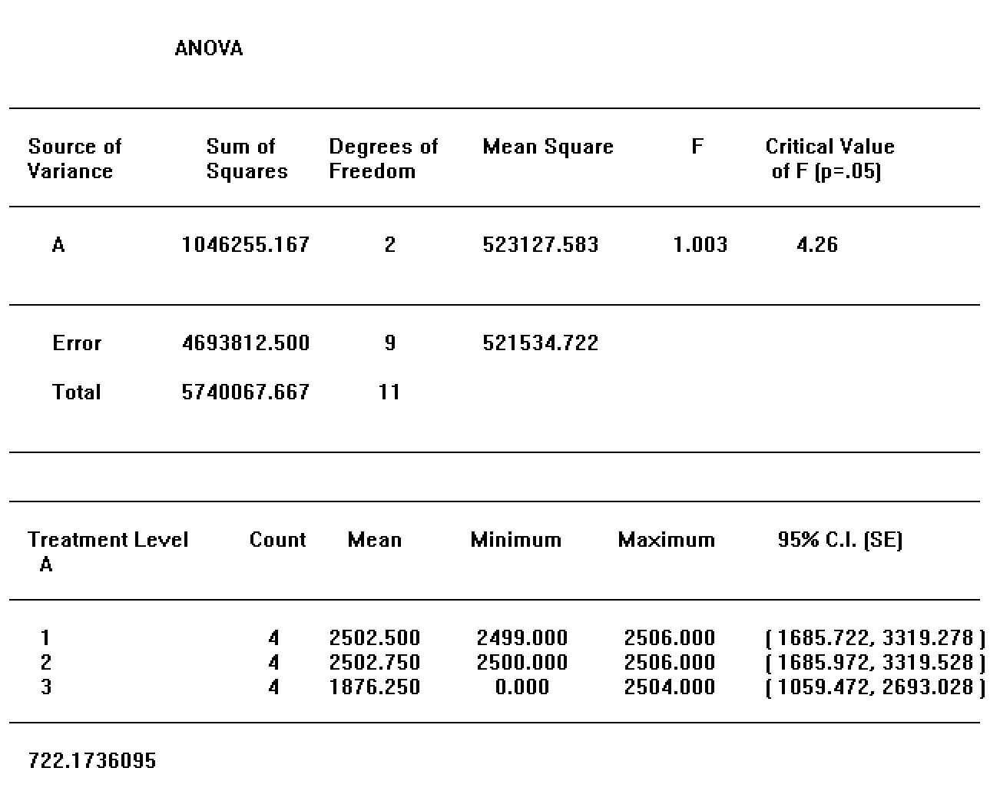 ANOVA
Source of Variance Sum of Squares Degrees of Freedom Mean Square F Critical Value of F (p=.05)
A 1046255.167 2 523127.583 1.003 4.26
Error 4693812.500 9 521534.722
Total 5740067.667 11
Treatment Level A Count Mean Minimum Maximum 95% C.I. (SE)
1 4 2502.500 2499.000 2506.000 ( 1685.722, 3319.278 )
2 4 2502.750 2500.000 2506.000 ( 1685.972, 3319.528 )
3 4 1876.250 0.000 2504.000 ( 1059.472, 2693.028 )
722.1736095